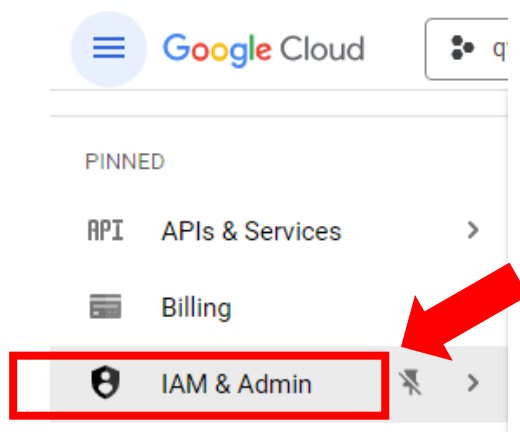 Google Cloud
PINNED
API APIs & Services
Billing
IAM & Admin